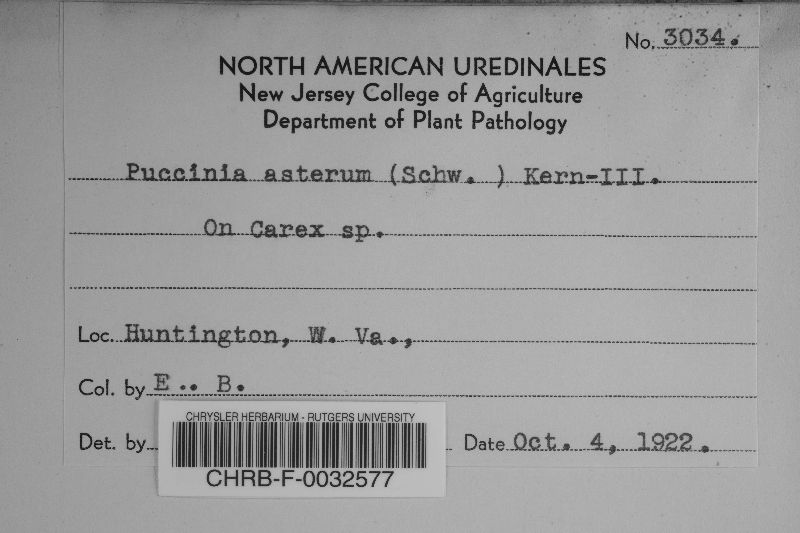 No. 3034.
NORTH AMERICAN UREDINALES
New Jersey College of Agriculture
Department of Plant Pathology
Puccinia asterum (Schw. ) Kern-III.
On Carex sp.
Loc. Huntington, W. Va.,
Col. by E.. B.
Det. by Date Oct. 4, 1922.
CHRYSLER HERBARIUM - RUTGERS UNIVERSITY
CHRB-F-0032577